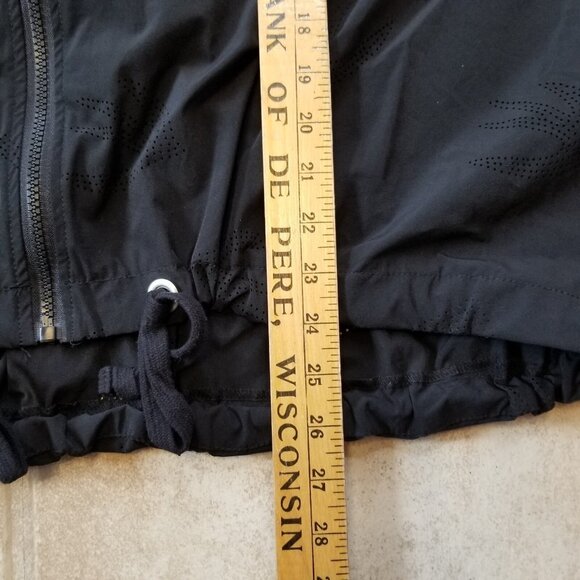 ANK OF DE PERE, WISCONSIN
18 19 20 21 22 23 24 25 26 27 28